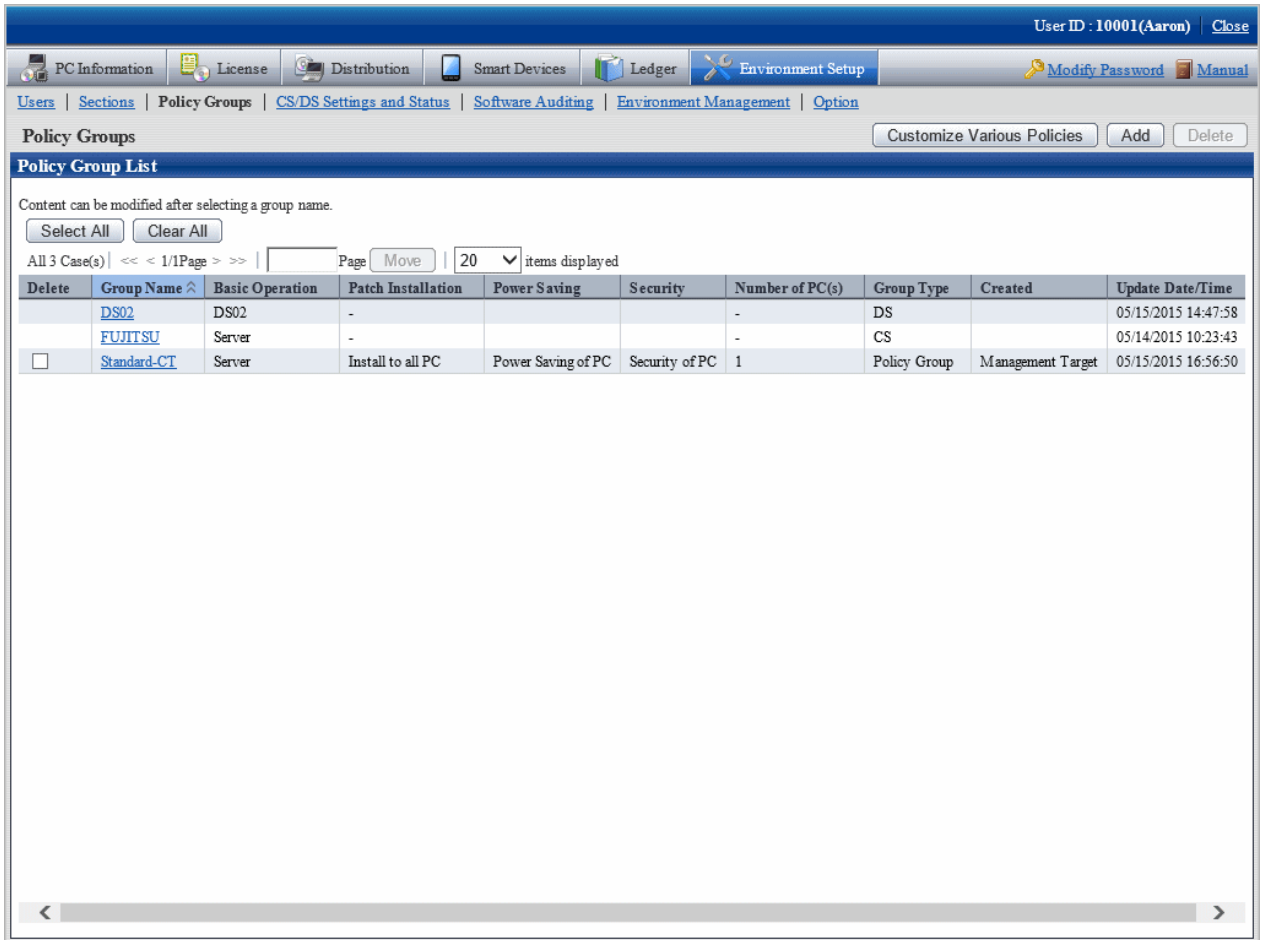 User ID : 10001(Aaron) Close
PC Information License Distribution Smart Devices Ledger Environment Setup Modify Password Manual
Users | Sections | Policy Groups | CS/DS Settings and Status | Software Auditing | Environment Management | Option
Policy Groups Customize Various Policies Add Delete
Policy Group List
Content can be modified after selecting a group name.
Select All Clear All
All 3 Case(s) | << < 1/1Page > >> | Page Move | 20 items displayed
Delete Group Name Basic Operation Patch Installation Power Saving Security Number of PC(s) Group Type Created Update Date/Time
DS02 DS02 - - DS 05/15/2015 14:47:58
FUJITSU Server - - CS 05/14/2015 10:23:43
Standard-CT Server Install to all PC Power Saving of PC Security of PC 1 Policy Group Management Target 05/15/2015 16:56:50